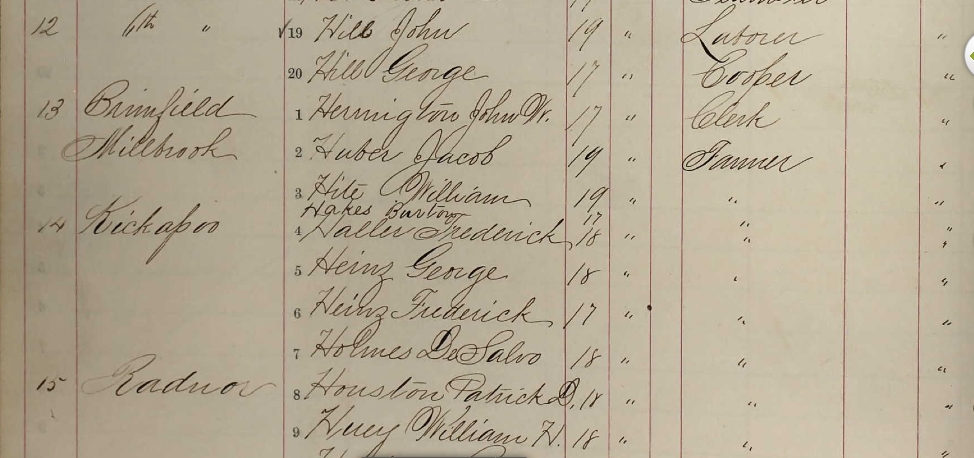 12 6th " √ 19 Hill John 19 " Laborer "
20 Hill George 17 " Cooper "
13 Brimfield 1 Hermington John W. 17 " Clerk "
Millbrook 2 Huber Jacob 19 " Farmer "
3 Hite William 19 " " "
Hakes Burton 17 " "
14 Kickapoo 4 Haller Frederick 18 " " "
5 Heinz George 18 " " "
6 Heinz Frederick 17 " " "
7 Holmes DeSalvo 18 " " "
15 Radnor 8 Houston Patrick D. 18 " " "
9 Huey William H. 18 " " "